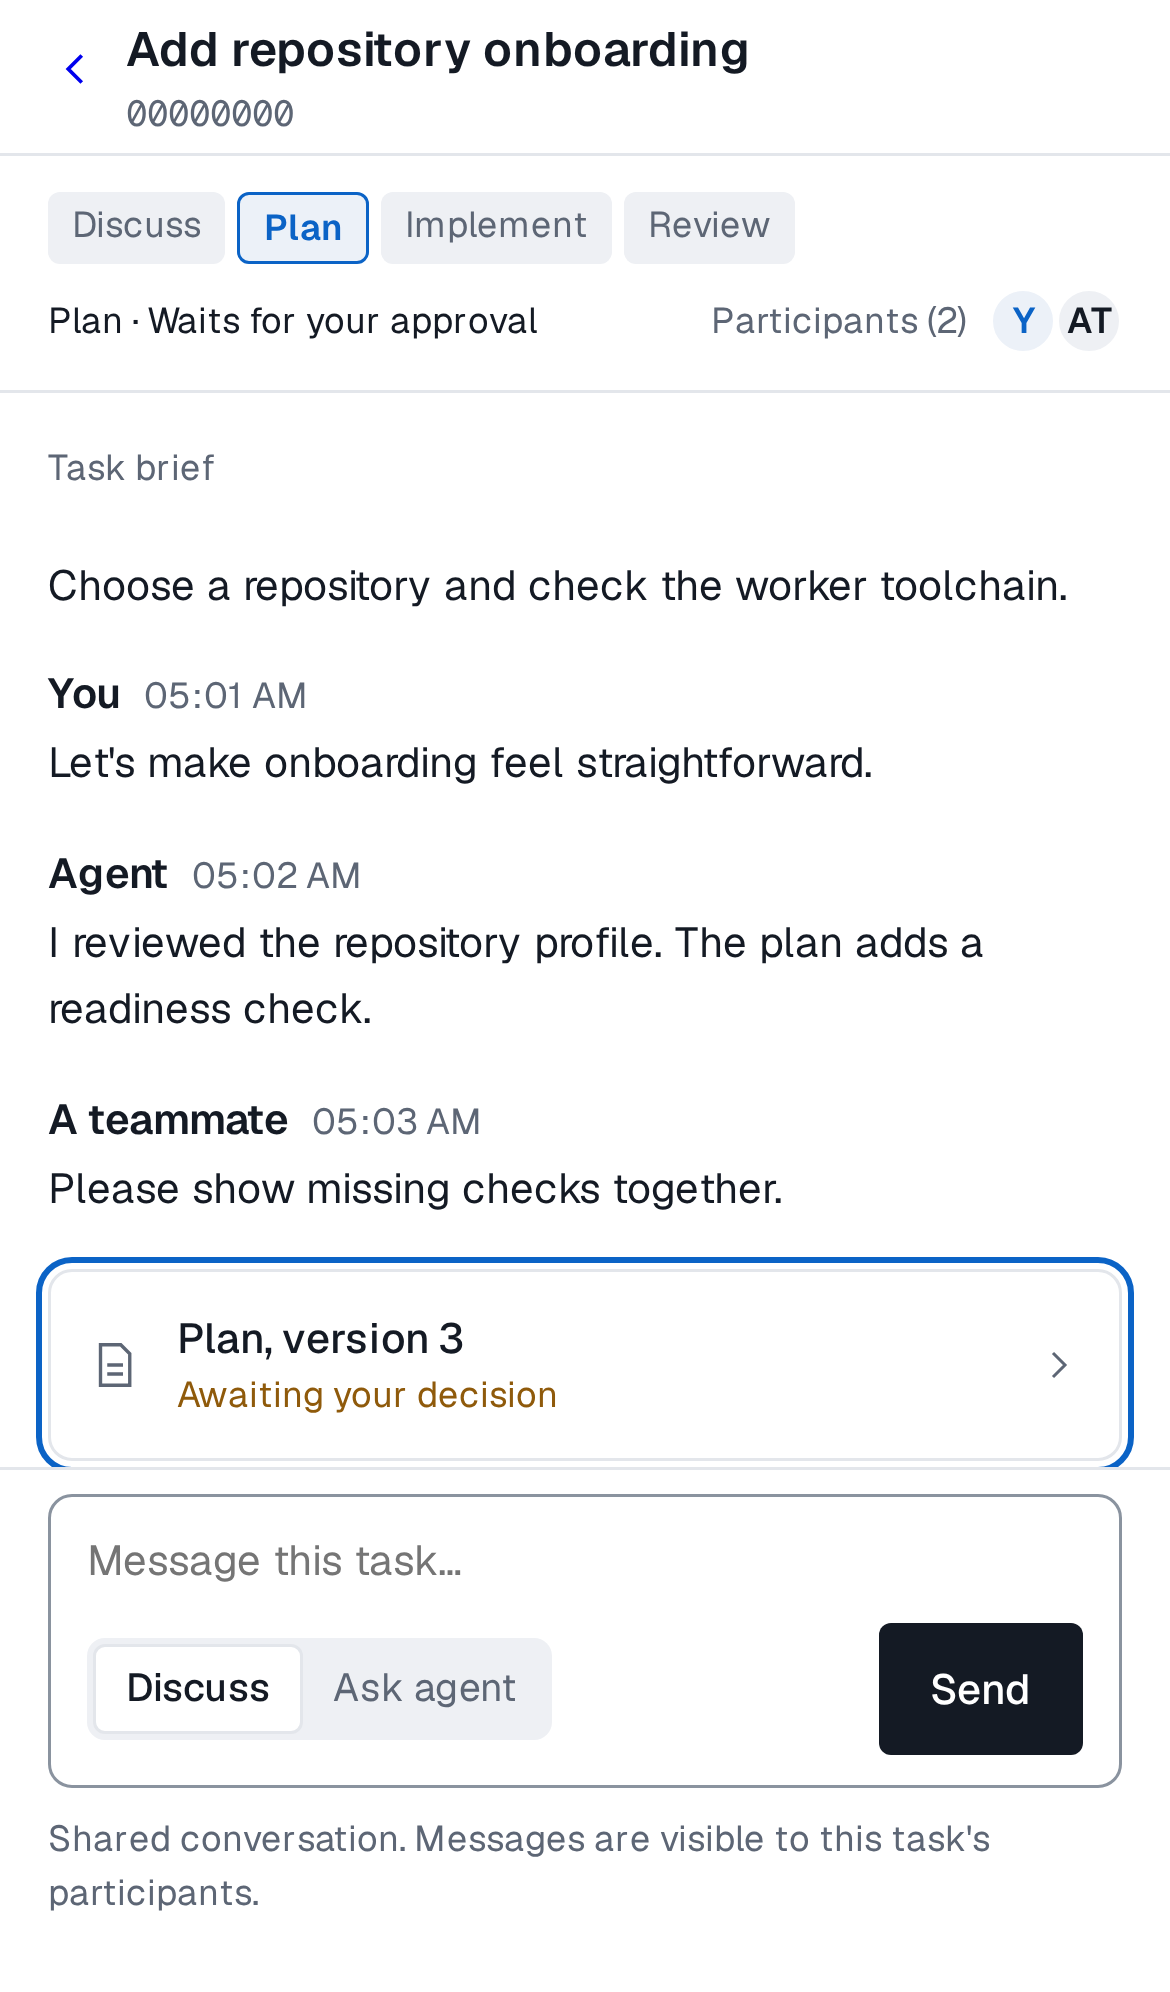 Add repository onboarding
00000000
Discuss Plan Implement Review
Plan · Waits for your approval Participants (2) Y AT
Task brief
Choose a repository and check the worker toolchain.
You 05:01 AM
Let's make onboarding feel straightforward.
Agent 05:02 AM
I reviewed the repository profile. The plan adds a
readiness check.
A teammate 05:03 AM
Please show missing checks together.
Plan, version 3
Awaiting your decision
Message this task...
Discuss Ask agent Send
Shared conversation. Messages are visible to this task's
participants.